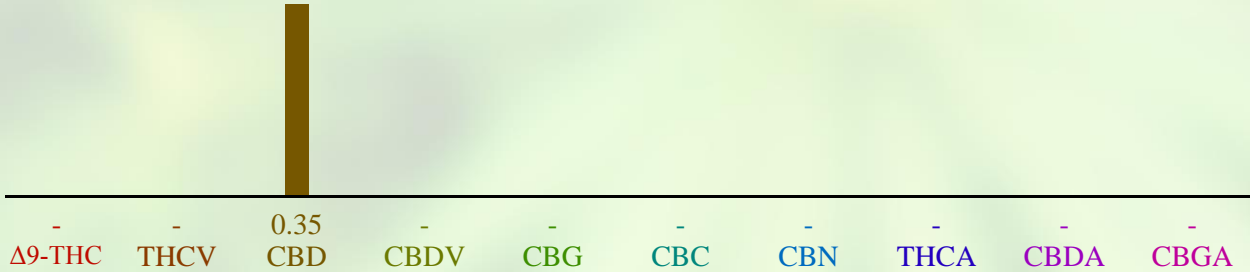 - - 0.35 - - - - - - -
Δ9-THC THCV CBD CBDV CBG CBC CBN THCA CBDA CBGA